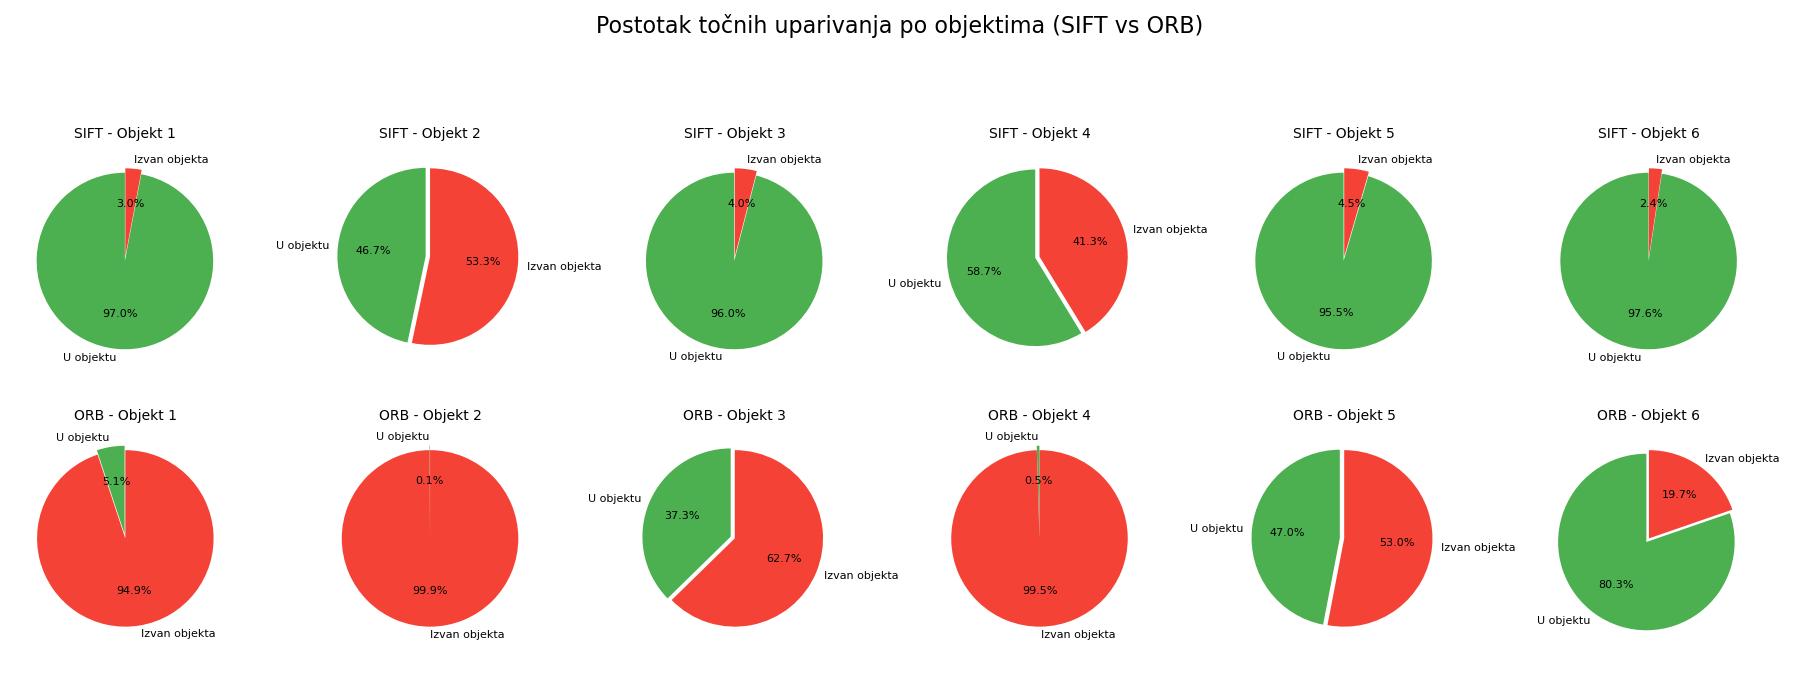 Postotak točnih uparivanja po objektima (SIFT vs ORB)
SIFT - Objekt 1
Izvan objekta
3.0%
97.0%
U objektu
SIFT - Objekt 2
U objektu
46.7%
53.3%
Izvan objekta
SIFT - Objekt 3
Izvan objekta
4.0%
96.0%
U objektu
SIFT - Objekt 4
41.3%
Izvan objekta
58.7%
U objektu
SIFT - Objekt 5
Izvan objekta
4.5%
95.5%
U objektu
SIFT - Objekt 6
Izvan objekta
2.4%
97.6%
U objektu
ORB - Objekt 1
U objektu
5.1%
94.9%
Izvan objekta
ORB - Objekt 2
U objektu
0.1%
99.9%
Izvan objekta
ORB - Objekt 3
U objektu
37.3%
62.7%
Izvan objekta
ORB - Objekt 4
U objektu
0.5%
99.5%
Izvan objekta
ORB - Objekt 5
U objektu
47.0%
53.0%
Izvan objekta
ORB - Objekt 6
Izvan objekta
19.7%
80.3%
U objektu